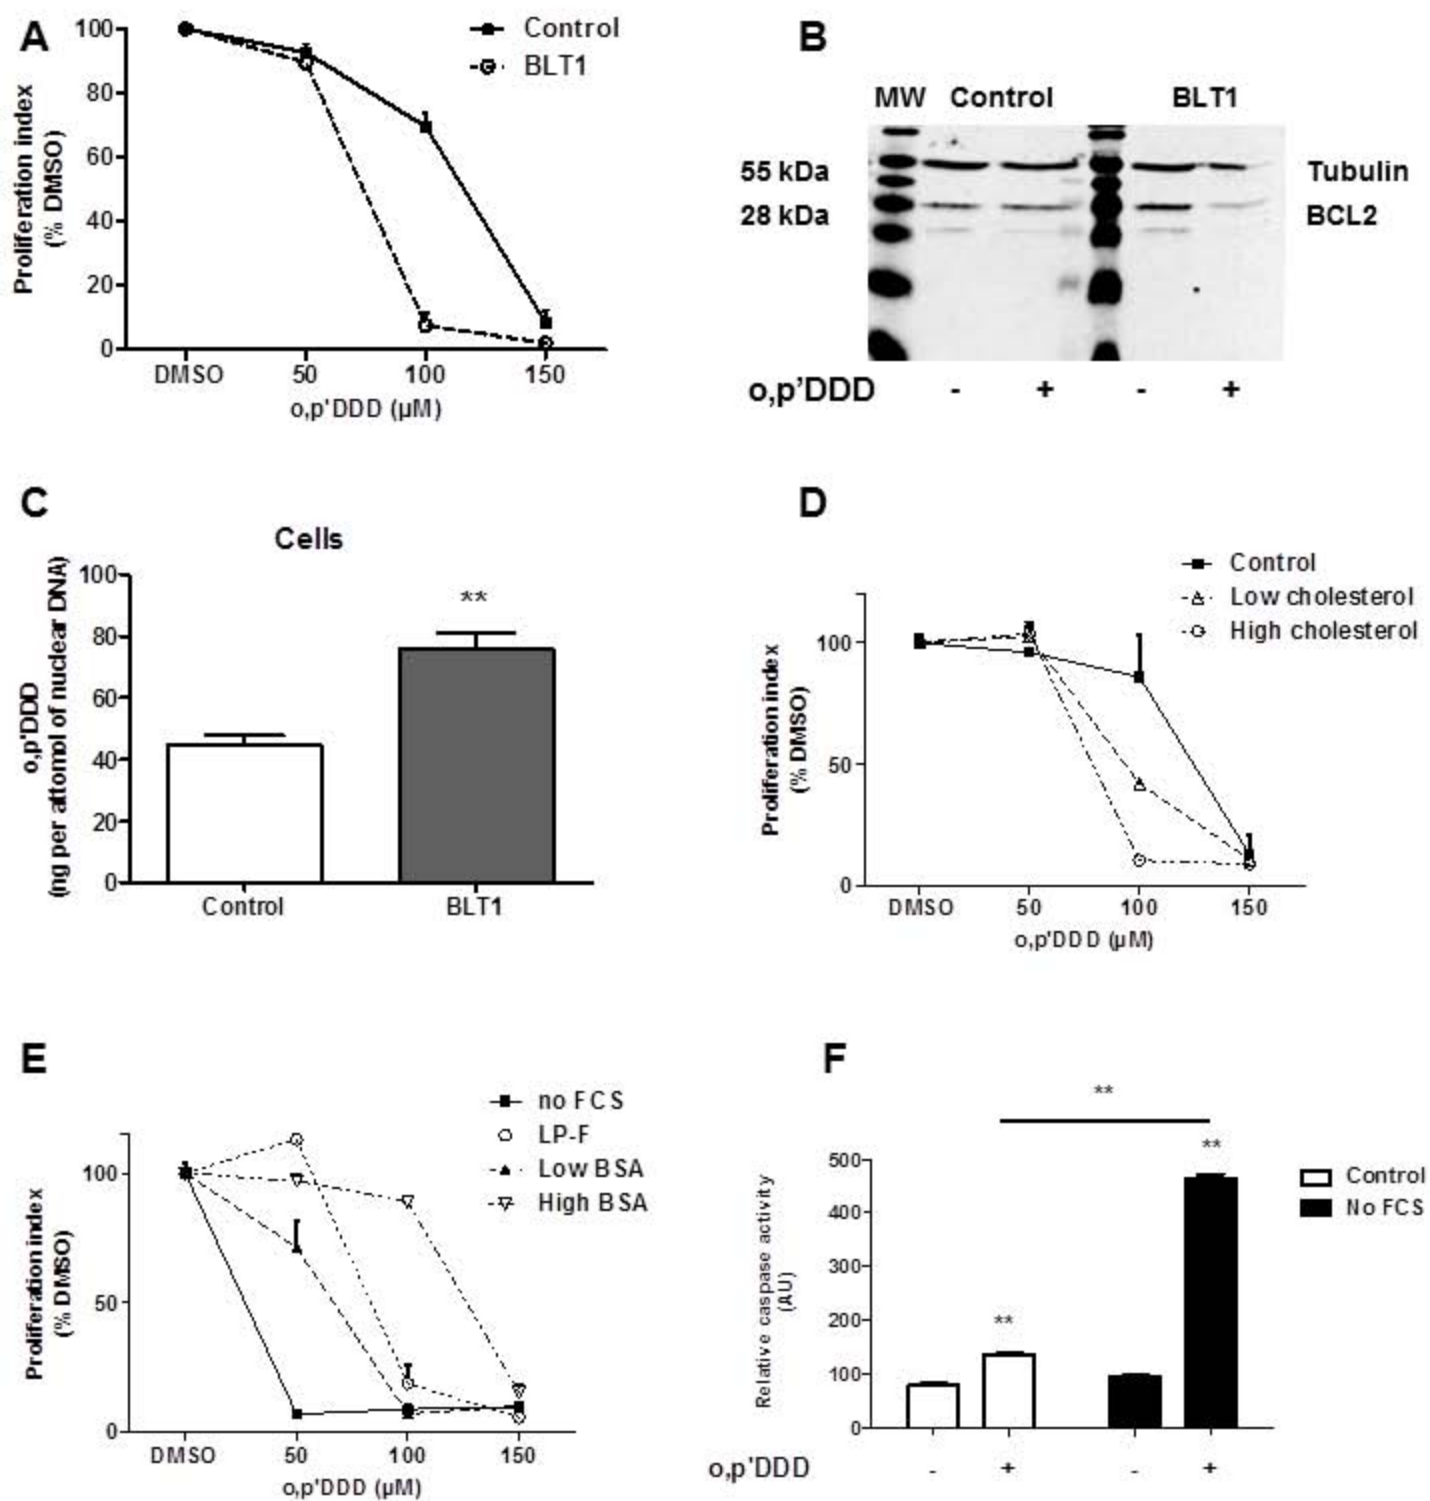 A
Proliferation index
(% DMSO)
100
80
60
40
20
0
DMSO 50 100 150
o,p'DDD (µM)
Control
BLT1
B
MW Control BLT1
55 kDa
28 kDa
Tubulin
BCL2
o,p'DDD - + - +
C
Cells
o,p'DDD
(ng per attomol of nuclear DNA)
100
80
60
40
20
0
**
Control BLT1
D
Control
Low cholesterol
High cholesterol
Proliferation index
(% DMSO)
100
50
0
DMSO 50 100 150
o,p'DDD (µM)
E
no FCS
LP-F
Low BSA
High BSA
Proliferation index
(% DMSO)
100
50
0
DMSO 50 100 150
o,p'DDD (µM)
F
**
**
**
Control
No FCS
Relative caspase activity
(AU)
500
400
300
200
100
0
o,p'DDD - + - +